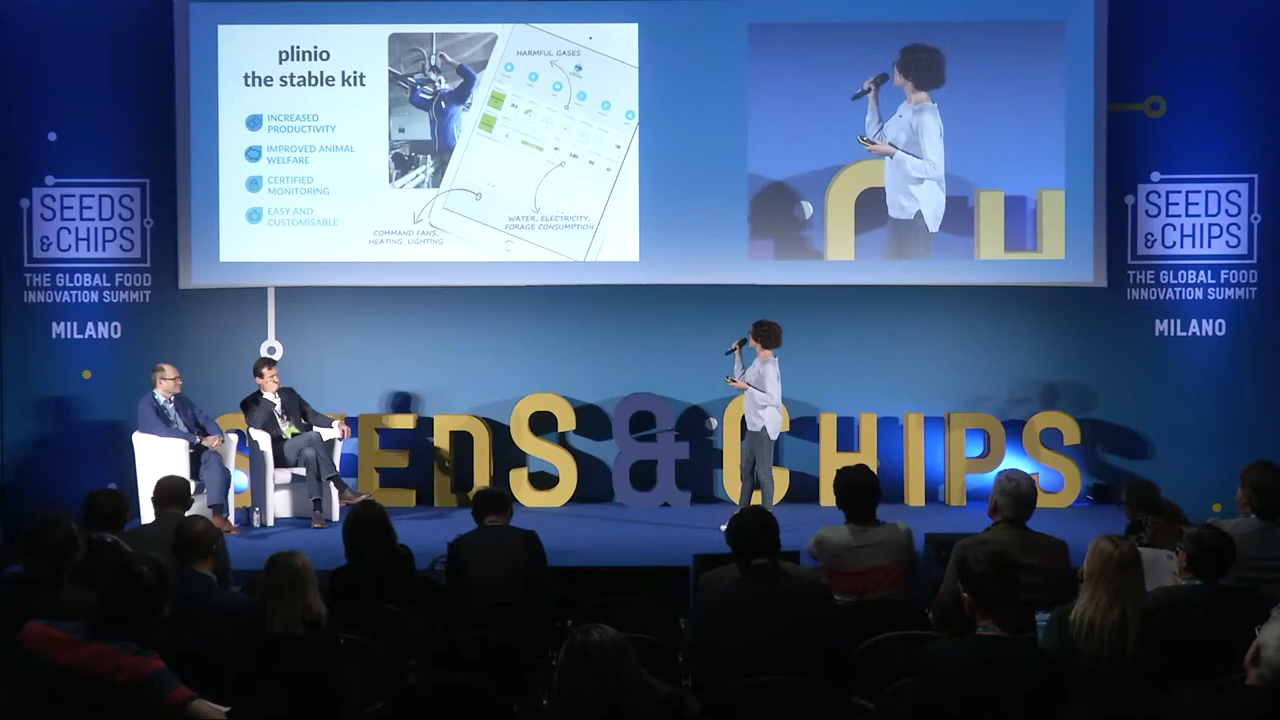 plinio
the stable kit
INCREASED
PRODUCTIVITY
IMPROVED ANIMAL
WELFARE
CERTIFIED
MONITORING
EASY AND
CUSTOMISABLE
HARMFUL GASES
COMMAND FANS,
HEATING, LIGHTING
WATER, ELECTRICITY,
FORAGE CONSUMPTION
SEEDS
&CHIPS
THE GLOBAL FOOD
INNOVATION SUMMIT
MILANO
SEEDS
&CHIPS
THE GLOBAL FOOD
INNOVATION SUMMIT
MILANO
SEEDS & CHIPS